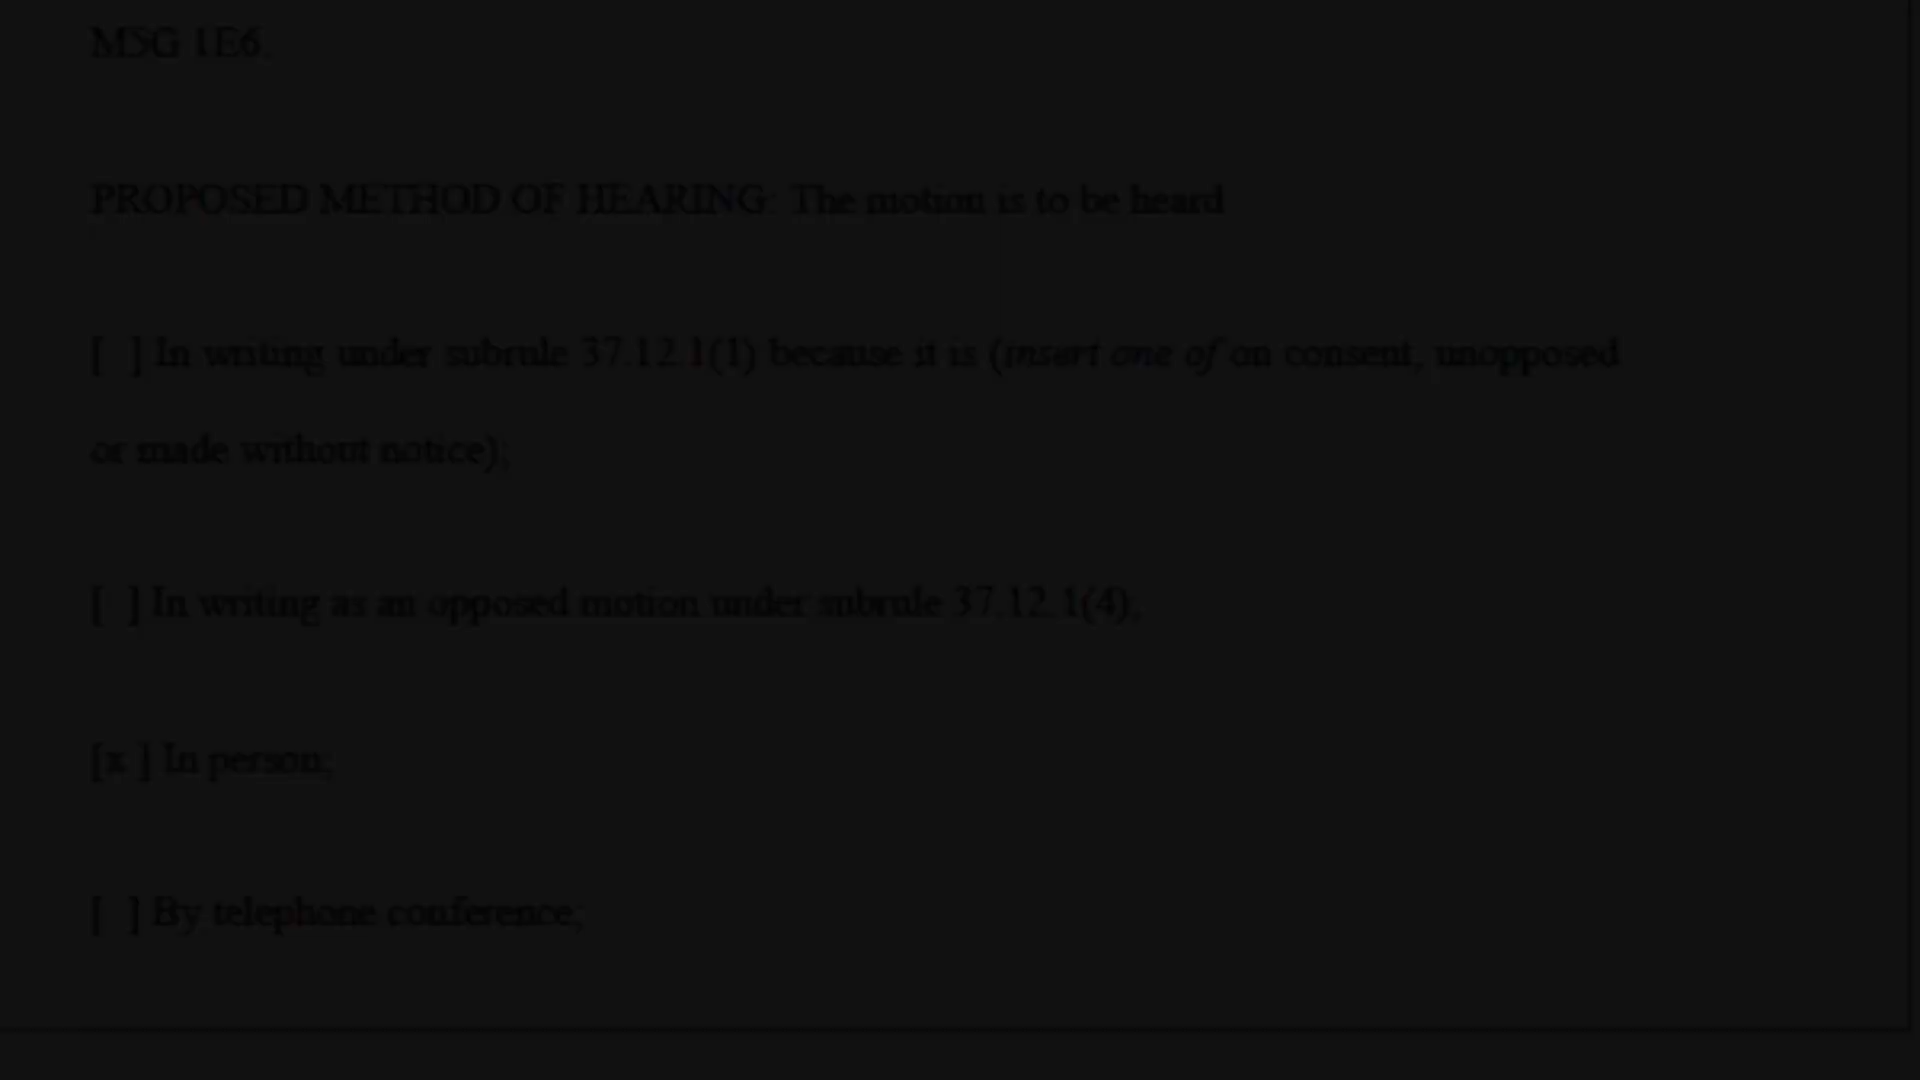 M5G 1E6.
PROPOSED METHOD OF HEARING: The motion is to be heard
[ ] In writing under subrule 37.12.1(1) because it is (insert one of on consent, unopposed
or made without notice);
[ ] In writing as an opposed motion under subrule 37.12.1(4);
[x ] In person;
[ ] By telephone conference;